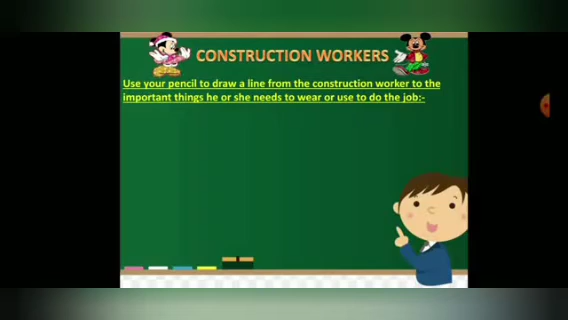 CONSTRUCTION WORKERS
Use your pencil to draw a line from the construction worker to the
important things he or she needs to wear or use to do the job:-